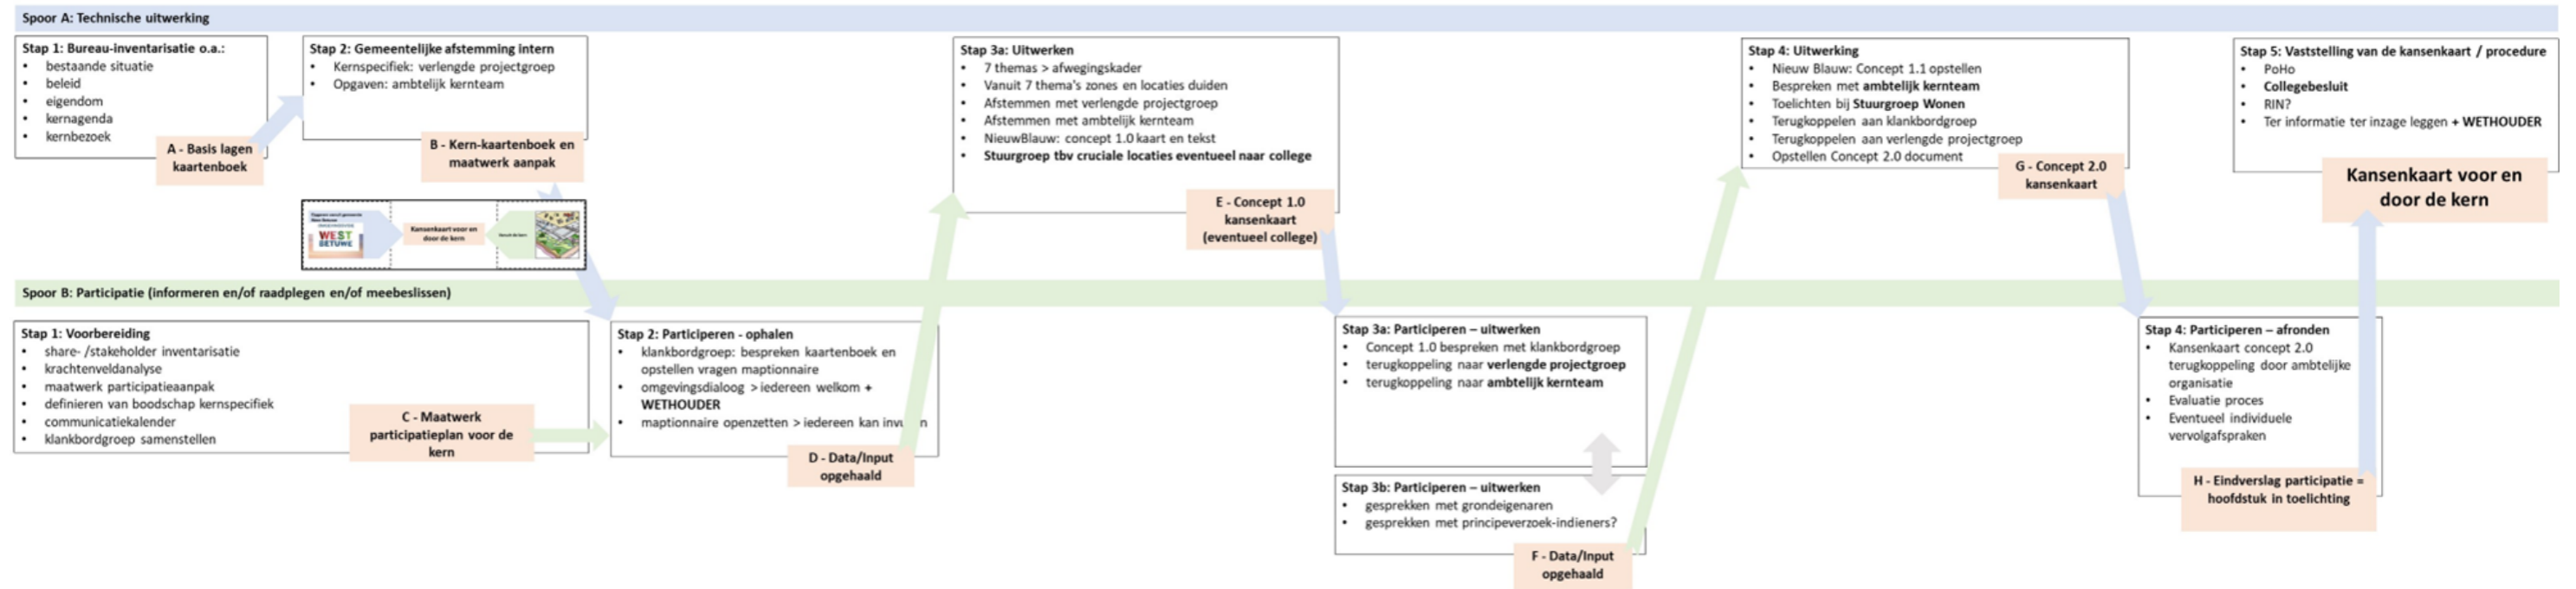 Spoor A: Technische uitwerking
Stap 1: Bureau-inventarisatie o.a.:
• bestaande situatie
• beleid
• eigendom
• kernagenda
• kernbezoek
A - Basis lagen
kaartenboek
Stap 2: Gemeentelijke afstemming intern
• Kernspecifiek: verlengde projectgroep
• Opgaven: ambtelijk kernteam
B - Kern-kaartenboek en
maatwerk aanpak
WEST
BETUWE
Kansenkaart voor en
door de kern
Stap 3a: Uitwerken
• 7 themas > afwegingskader
• Vanuit 7 thema's zones en locaties duiden
• Afstemmen met verlengde projectgroep
• Afstemmen met ambtelijk kernteam
• NieuwBlauw: concept 1.0 kaart en tekst
• Stuurgroep tbv cruciale locaties eventueel naar college
E - Concept 1.0
kansenkaart
(eventueel college)
Stap 4: Uitwerking
• Nieuw Blauw: Concept 1.1 opstellen
• Bespreken met ambtelijk kernteam
• Toelichten bij Stuurgroep Wonen
• Terugkoppelen aan klankbordgroep
• Terugkoppelen aan verlengde projectgroep
• Opstellen Concept 2.0 document
G - Concept 2.0
kansenkaart
Stap 5: Vaststelling van de kansenkaart / procedure
• PoHo
• Collegebesluit
• RIN?
• Ter informatie ter inzage leggen + WETHOUDER
Kansenkaart voor en
door de kern
Spoor B: Participatie (informeren en/of raadplegen en/of meebeslissen)
Stap 1: Voorbereiding
• share- /stakeholder inventarisatie
• krachtenveldanalyse
• maatwerk participatieaanpak
• definieren van boodschap kernspecifiek
• communicatiekalender
• klankbordgroep samenstellen
C - Maatwerk
participatieplan voor de
kern
Stap 2: Participeren - ophalen
• klankbordgroep: bespreken kaartenboek en
opstellen vragen maptionnaire
• omgevingsdialoog > iedereen welkom +
WETHOUDER
• maptionnaire openzetten > iedereen kan
D - Data/Input
opgehaald
Stap 3a: Participeren – uitwerken
• Concept 1.0 bespreken met klankbordgroep
• terugkoppeling naar verlengde projectgroep
• terugkoppeling naar ambtelijk kernteam
Stap 3b: Participeren – uitwerken
• gesprekken met grondeigenaren
• gesprekken met principeverzoek-indieners?
F - Data/Input
opgehaald
Stap 4: Participeren – afronden
• Kansenkaart concept 2.0
terugkoppeling door ambtelijke
organisatie
• Evaluatie proces
• Eventueel individuele
vervolgafspraken
H - Eindverslag participatie =
hoofdstuk in toelichting